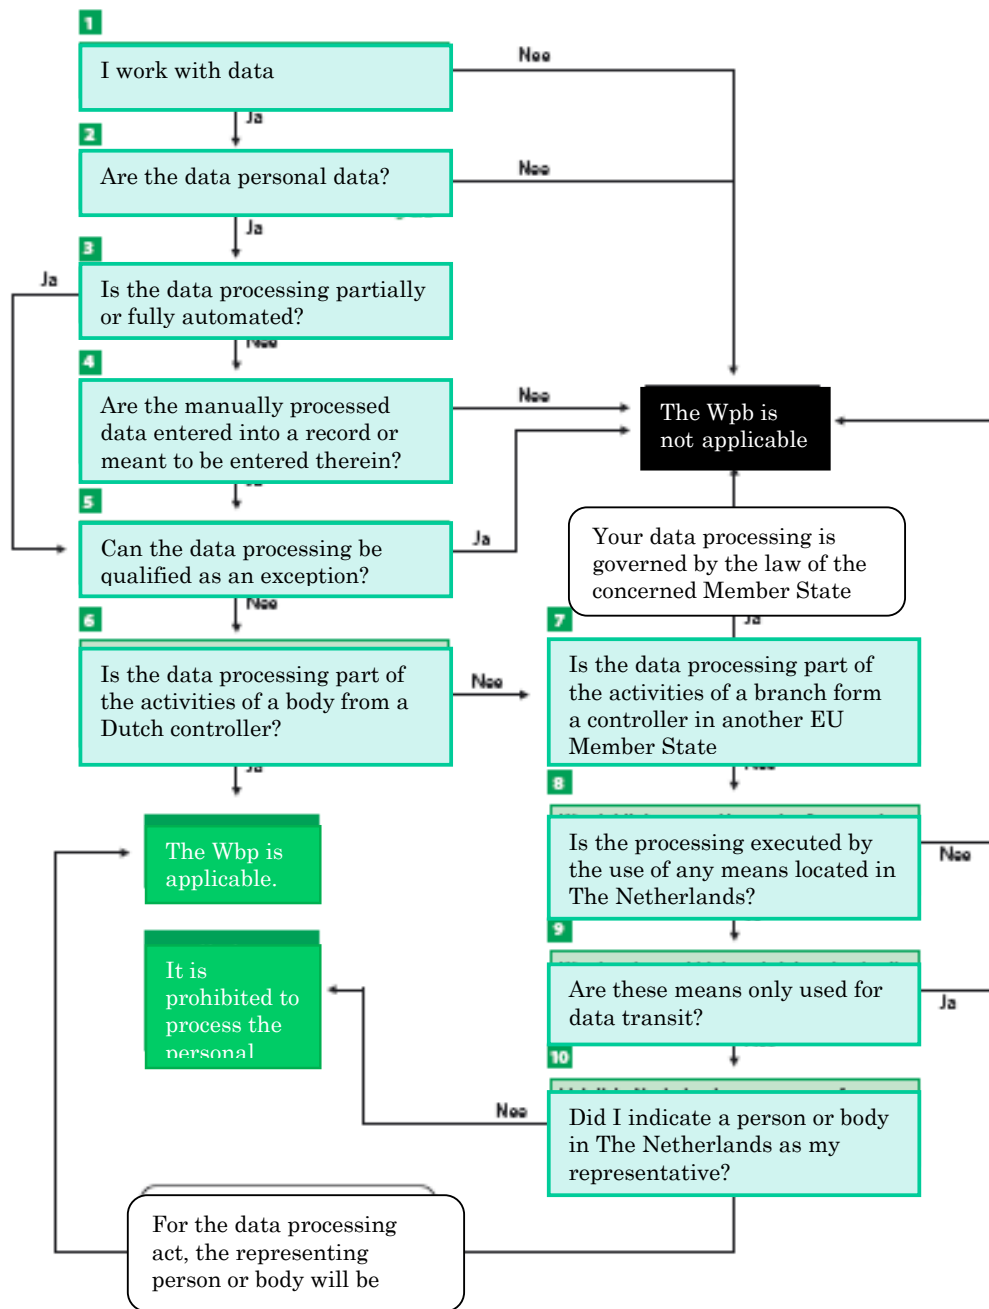 1
I work with data
Nee
Ja
2
Are the data personal data?
Nee
Ja
3
Ja
Is the data processing partially
or fully automated?
Nee
4
Are the manually processed
data entered into a record or
meant to be entered therein?
Nee
The Wpb is
not applicable
Ja
5
Can the data processing be
qualified as an exception?
Ja
Nee
Your data processing is
governed by the law of the
concerned Member State
6
Is the data processing part of
the activities of a body from a
Dutch controller?
Nee
Ja
7
Ja
Is the data processing part of
the activities of a branch form
a controller in another EU
Member State
Nee
8
Is the processing executed by
the use of any means located in
The Netherlands?
Nee
The Wbp is
applicable.
9
Are these means only used for
data transit?
Ja
It is
prohibited to
process the
personal
10
Did I indicate a person or body
in The Netherlands as my
representative?
Nee
For the data processing
act, the representing
person or body will be